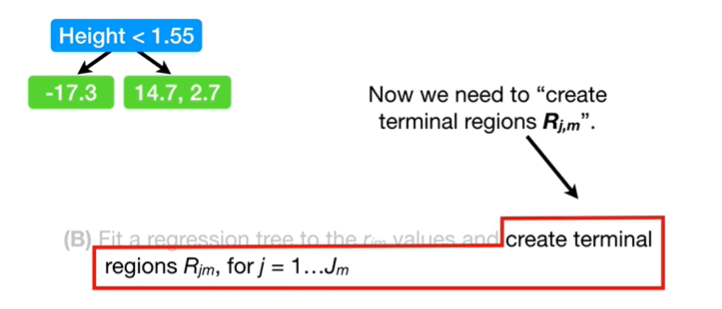 Height < 1.55
-17.3 14.7, 2.7
Now we need to “create
terminal regions Rj,m”.
(B) Fit a regression tree to the rim values and create terminal
regions Rjm, for j = 1…Jm